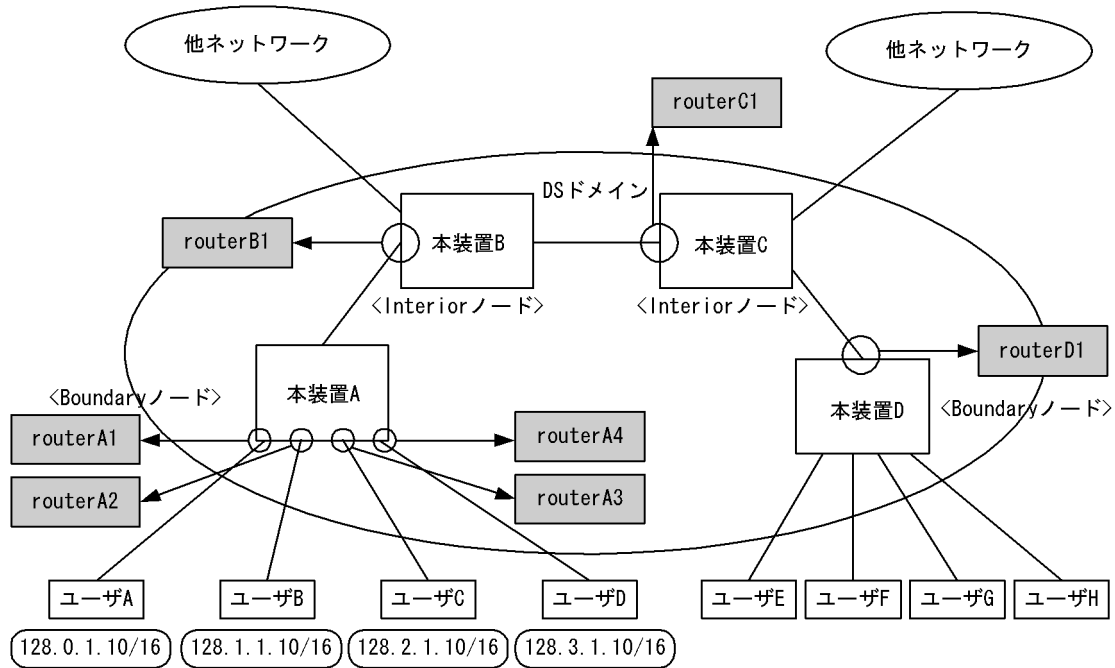 他ネットワーク
他ネットワーク
routerC1
DSドメイン
routerB1
本装置B
本装置C
<Interiorノード>
<Interiorノード>
routerD1
本装置A
<Boundaryノード>
本装置D
<Boundaryノード>
routerA1
routerA4
routerA2
routerA3
ユーザA
ユーザB
ユーザC
ユーザD
ユーザE
ユーザF
ユーザG
ユーザH
128.0.1.10/16
128.1.1.10/16
128.2.1.10/16
128.3.1.10/16